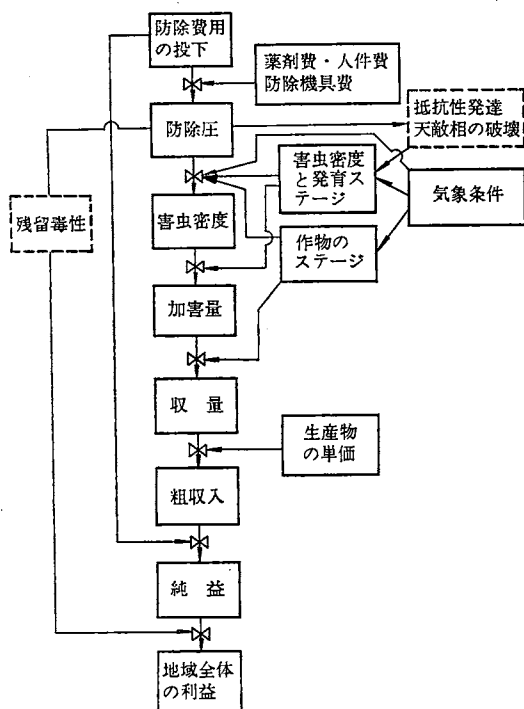 防除費用
の投下
薬剤費・人件費
防除機具費
防除圧
抵抗性発達
天敵相の破壊
害虫密度
と発育ス
テージ
気象条件
残留毒性
害虫密度
作物の
ステージ
加害量
収量
生産物
の単価
粗収入
純益
地域全体
の利益